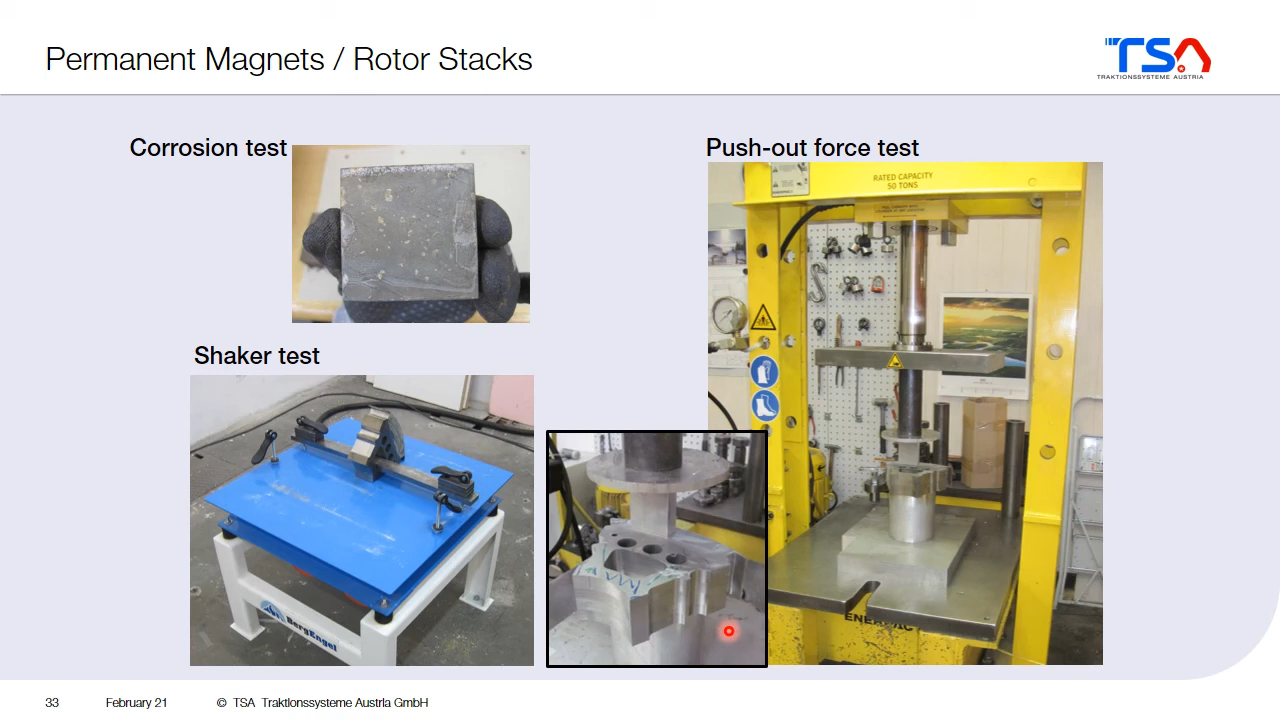 Permanent Magnets / Rotor Stacks
TSA
TRAKTIONSSYSTEME AUSTRIA
Corrosion test
Push-out force test
RATED CAPACITY
50 TONS
Shaker test
BergEngel
33 February 21 © TSA Traktionssysteme Austria GmbH